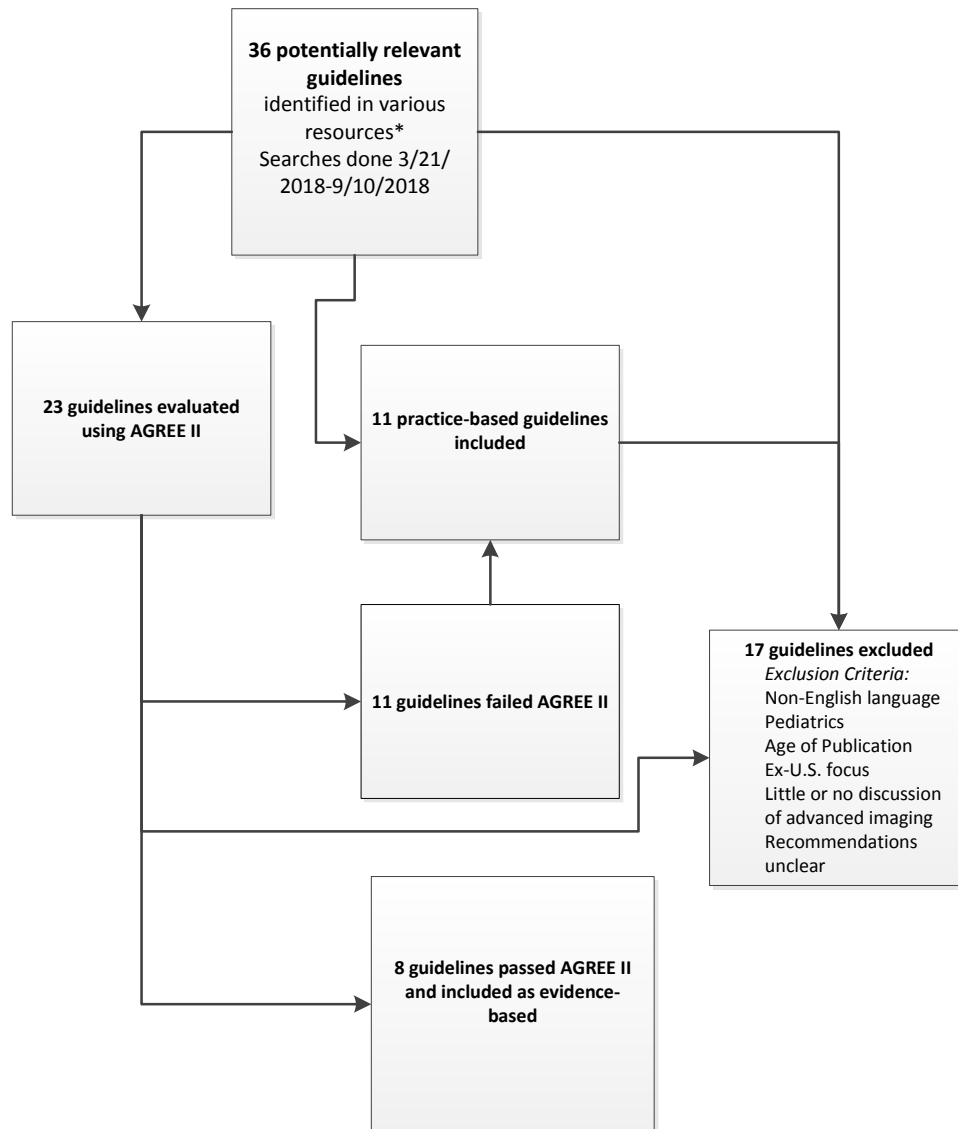 36 potentially relevant
guidelines
identified in various
resources*
Searches done 3/21/
2018-9/10/2018
23 guidelines evaluated
using AGREE II
11 practice-based guidelines
included
11 guidelines failed AGREE II
17 guidelines excluded
Exclusion Criteria:
Non-English language
Pediatrics
Age of Publication
Ex-U.S. focus
Little or no discussion
of advanced imaging
Recommendations
unclear
8 guidelines passed AGREE II
and included as evidence-
based